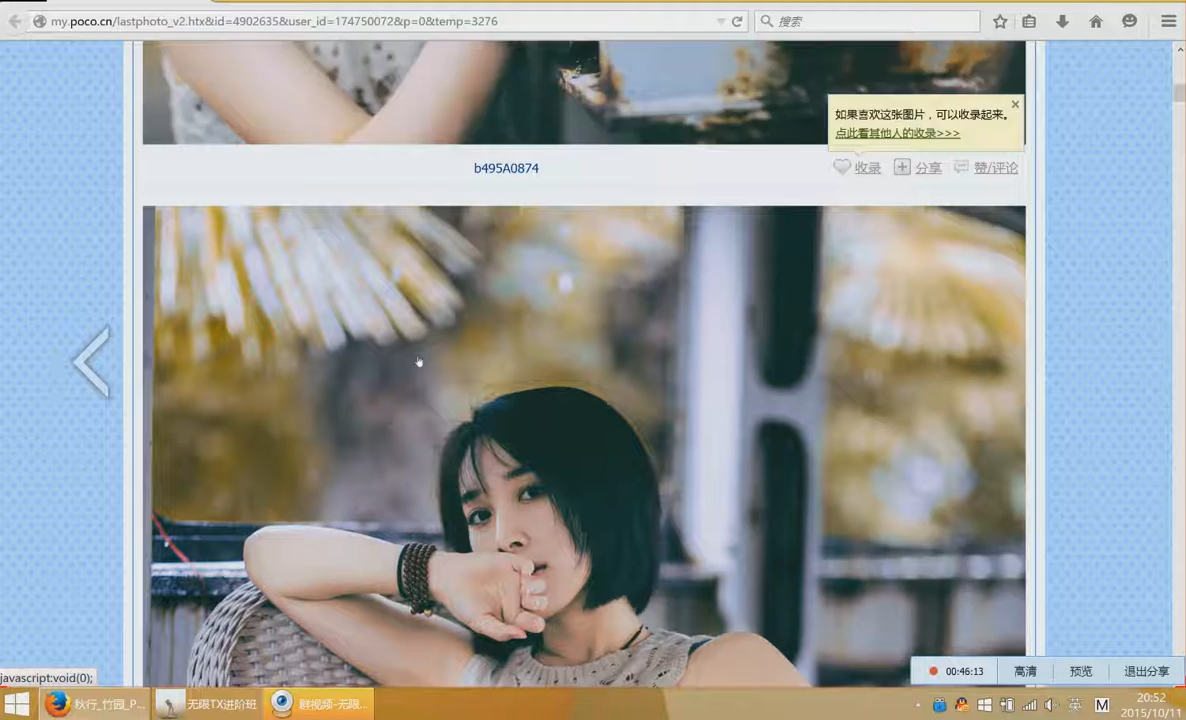 my.poco.cn/lastphoto_v2.htx&id=4902635&user_id=174750072&p=0&temp=3276
搜索
如果喜欢这张图片，可以收录起来。
点此看其他人的收录>>>
b495A0874
收录
分享
赞/评论
javascript:void(0);
00:46:13
高清
预览
退出分享
秋行_竹园_P...
无限TX进阶班
群视频-无限...
英
M
20:52
2015/10/11